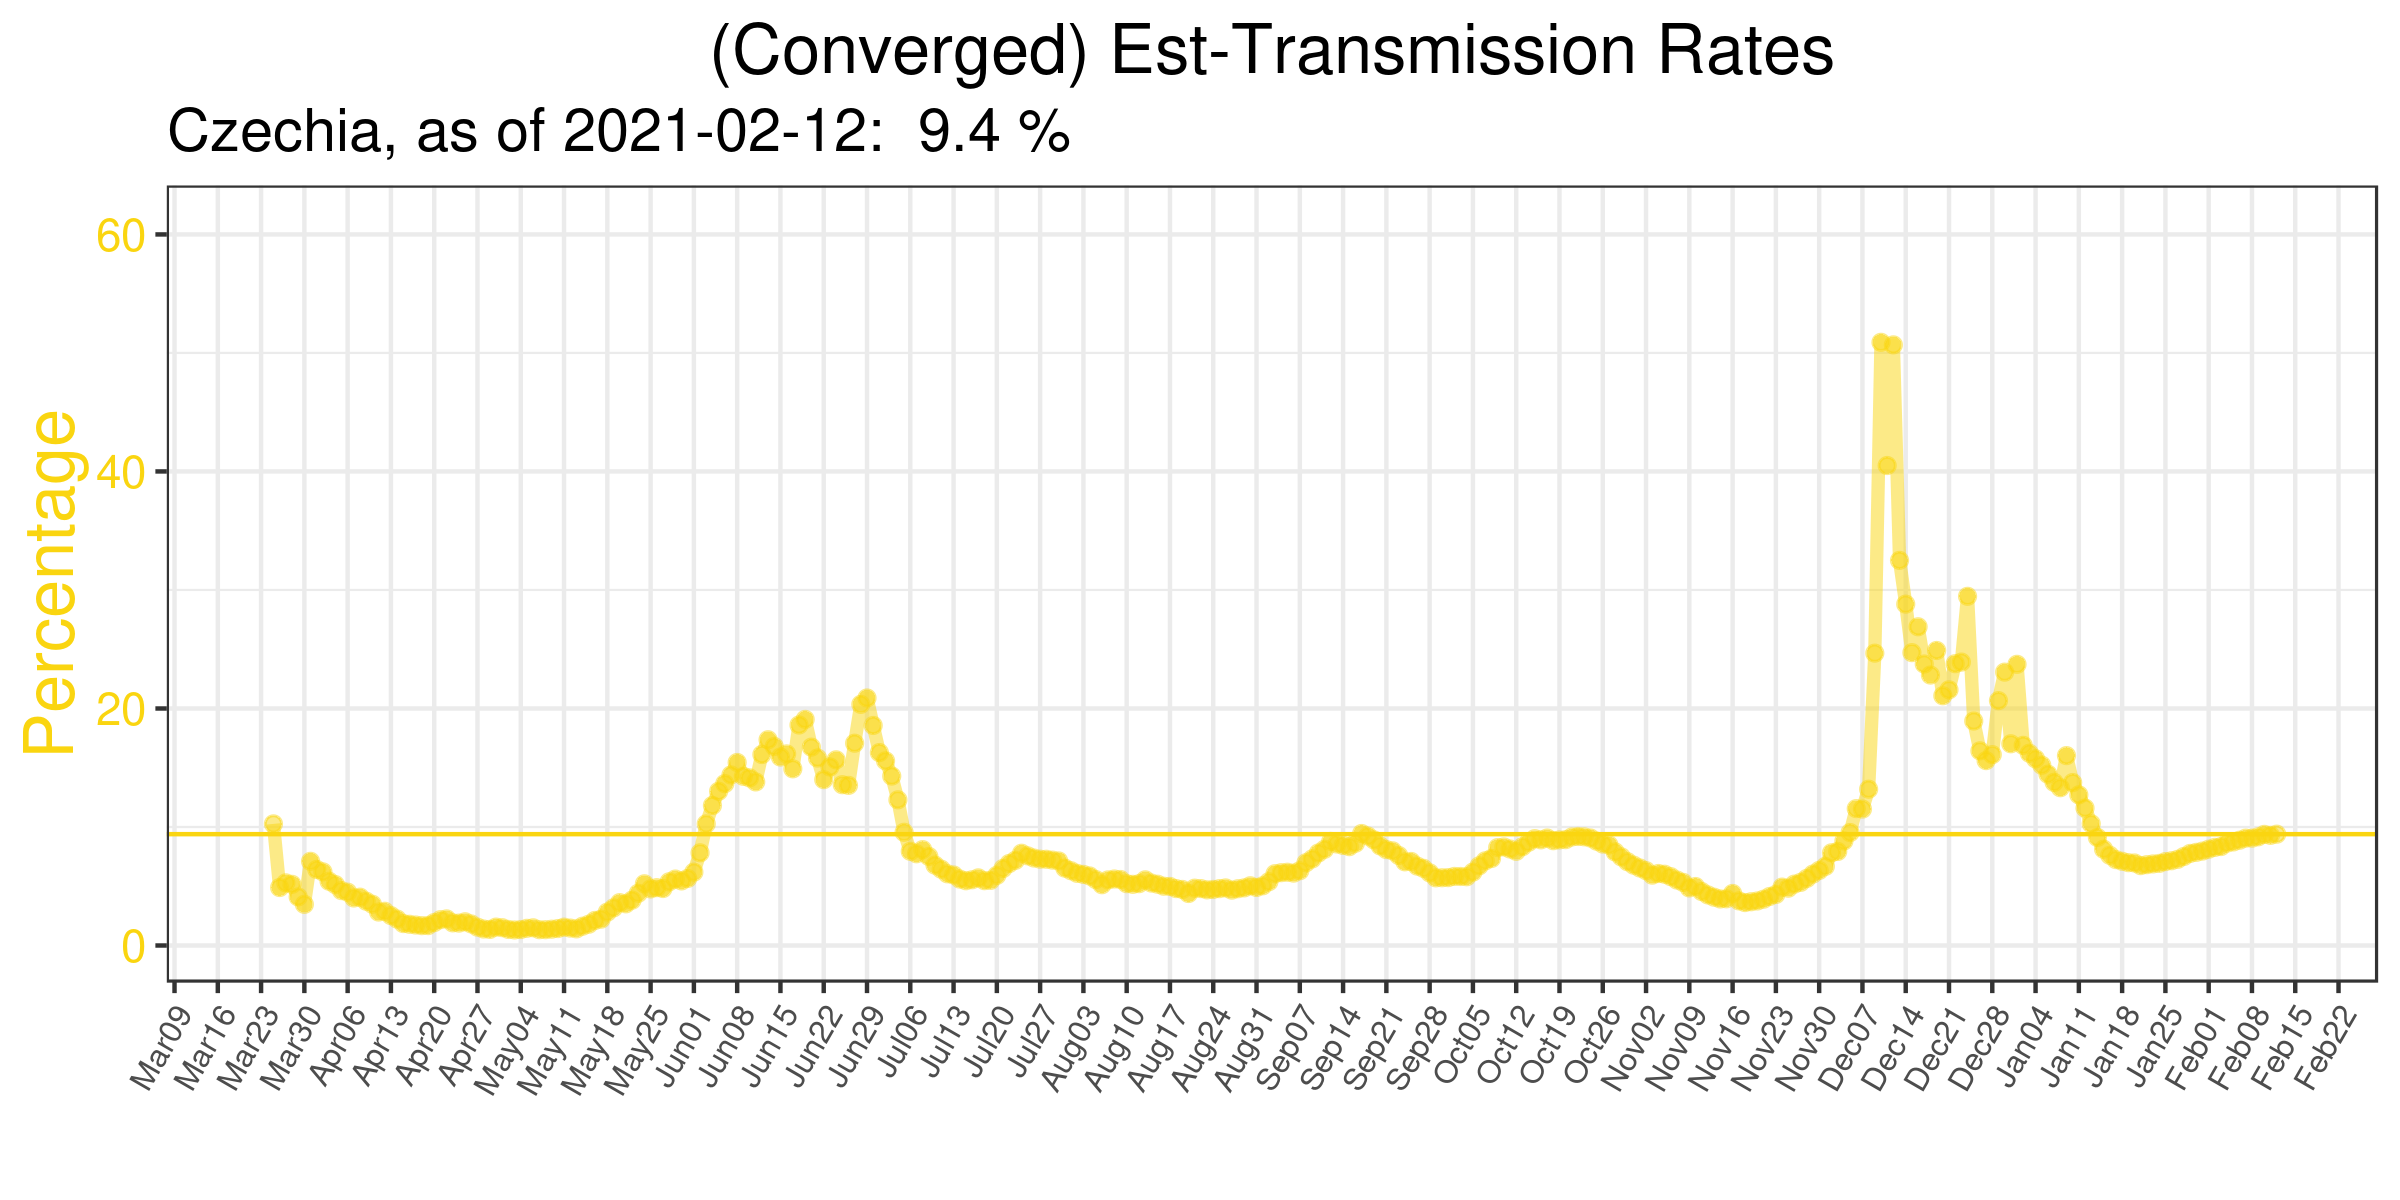 (Converged) Est-Transmission Rates
Czechia, as of 2021-02-12:  9.4 %
Percentage
60
40
20
0
Mar09
Mar16
Mar23
Mar30
Apr06
Apr13
Apr20
Apr27
May04
May11
May18
May25
Jun01
Jun08
Jun15
Jun22
Jun29
Jul06
Jul13
Jul20
Jul27
Aug03
Aug10
Aug17
Aug24
Aug31
Sep07
Sep14
Sep21
Sep28
Oct05
Oct12
Oct19
Oct26
Nov02
Nov09
Nov16
Nov23
Nov30
Dec07
Dec14
Dec21
Dec28
Jan04
Jan11
Jan18
Jan25
Feb01
Feb08
Feb15
Feb22